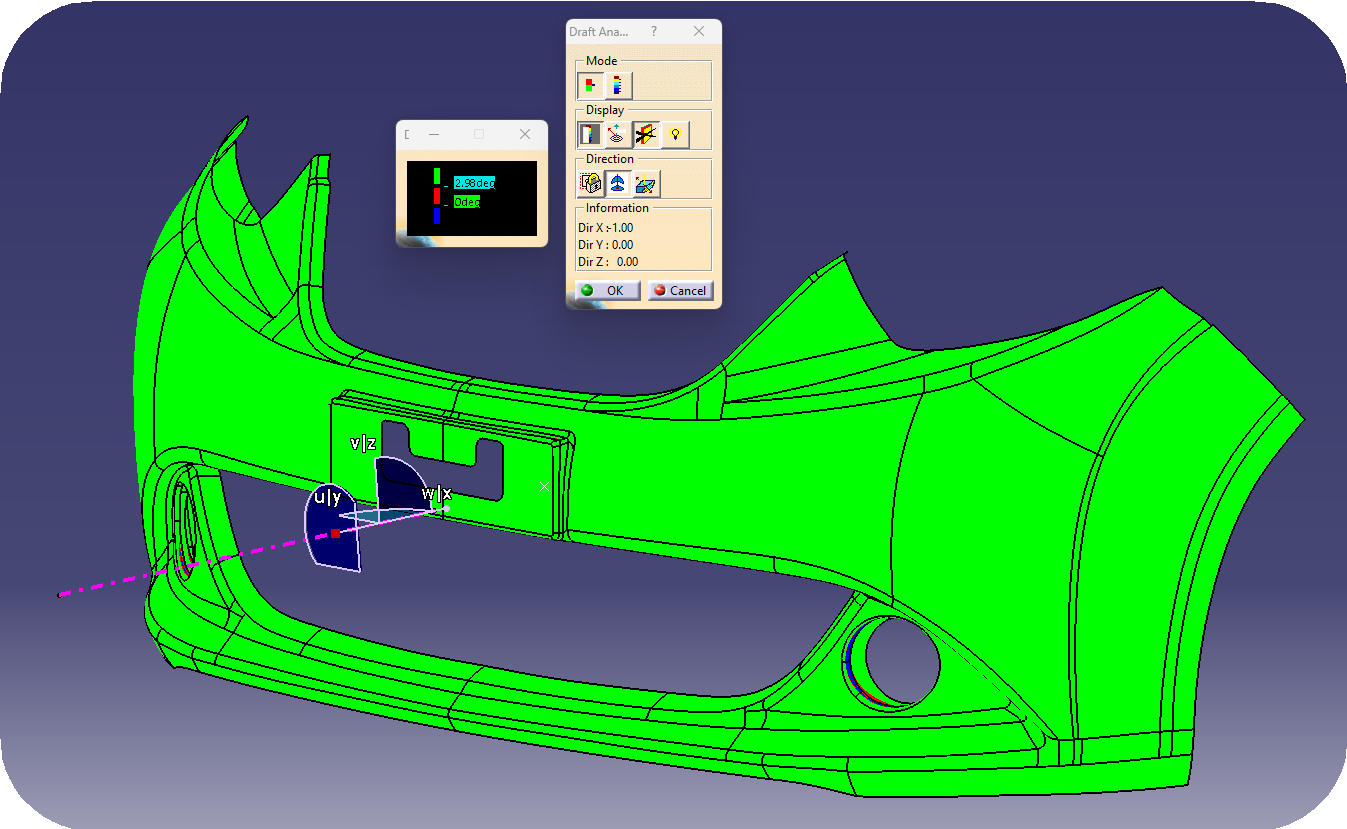 Draft Ana... ?
Mode
Display
Direction
Information
Dir X :-1.00
Dir Y : 0.00
Dir Z : 0.00
OK Cancel
2.98deg
0deg
v|z
u|y
w|x